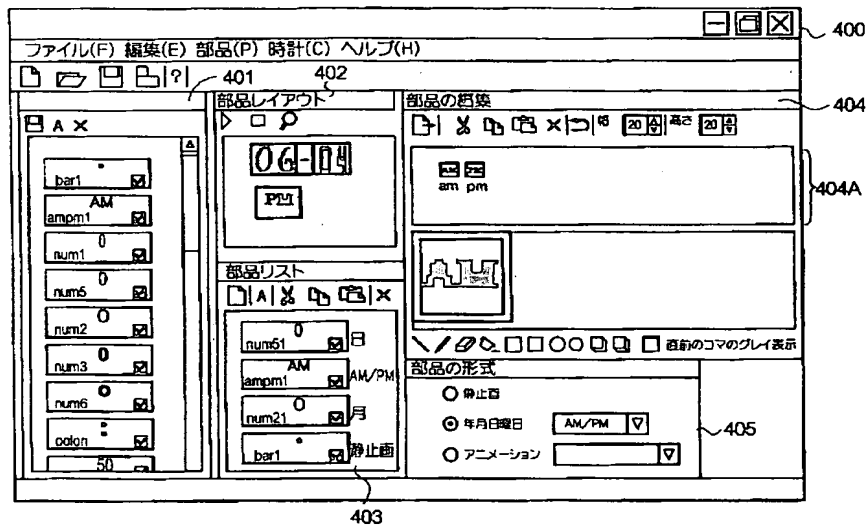 400
ファイル(F) 編集(E) 部品(P) 時計(C) ヘルプ(H)
?
401
402
部品レイアウト
部品の編集
404
A
幅 20 高さ 20
bar1
AM
ampm1
0
num1
0
num5
0
num2
0
num3
0
num6
colon
50
PM
am pm
404A
部品リスト
A
0
num51
日
AM
ampm1
AM/PM
0
num21
月
bar1
静止画
403
直前のコマのグレイ表示
部品の形式
静止画
年月日曜日
AM/PM
アニメーション
405